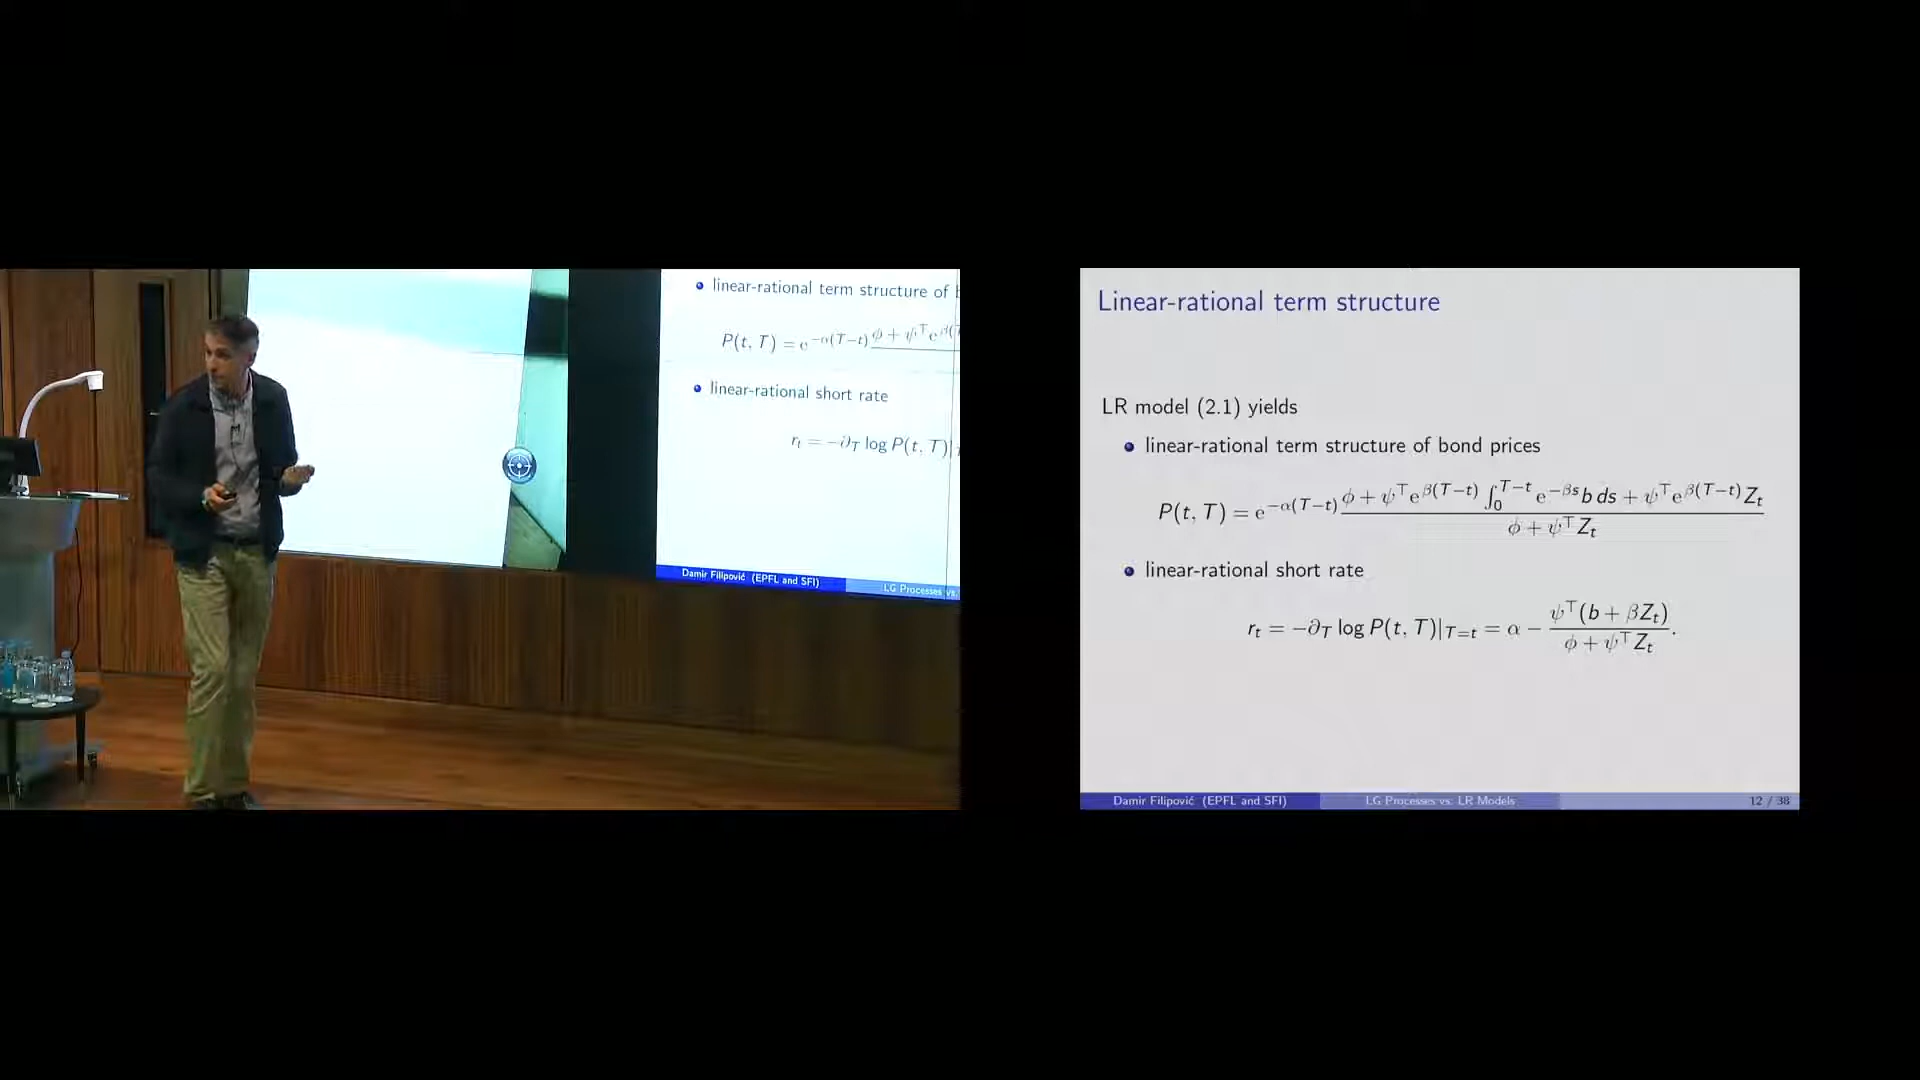 linear-rational term structure of
P(t, T) = e^{−α(T−t)} ϕ + ψ^⊤e^{β(
linear-rational short rate
r_t = −∂_T log P(t, T)|
Damir Filipović (EPFL and SFI) LG Processes vs.
Linear-rational term structure
LR model (2.1) yields
linear-rational term structure of bond prices
P(t, T) = e^{−α(T−t)} \frac{ϕ + ψ^⊤e^{β(T−t)} ∫_0^{T−t} e^{−βs} b ds + ψ^⊤e^{β(T−t)} Z_t}{ϕ + ψ^⊤Z_t}
linear-rational short rate
r_t = −∂_T log P(t, T)|_{T=t} = α − \frac{ψ^⊤(b + βZ_t)}{ϕ + ψ^⊤Z_t}.
Damir Filipović (EPFL and SFI) LG Processes vs. LR Models 12 / 38